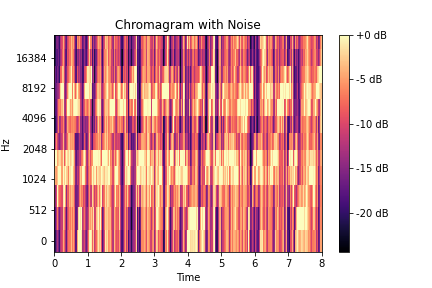 Chromagram with Noise
Hz
16384
8192
4096
2048
1024
512
0
0 1 2 3 4 5 6 7 8
Time
+0 dB
-5 dB
-10 dB
-15 dB
-20 dB